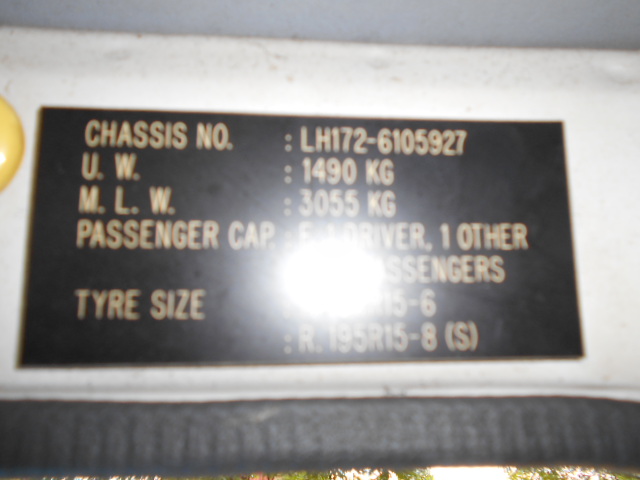 CHASSIS NO. : LH172-6105927
U. W. : 1490 KG
M. L. W. : 3055 KG
PASSENGER CAP. : F. 1 DRIVER, 1 OTHER
PASSENGERS
TYRE SIZE R15-6
: R. 195R15-8 (S)